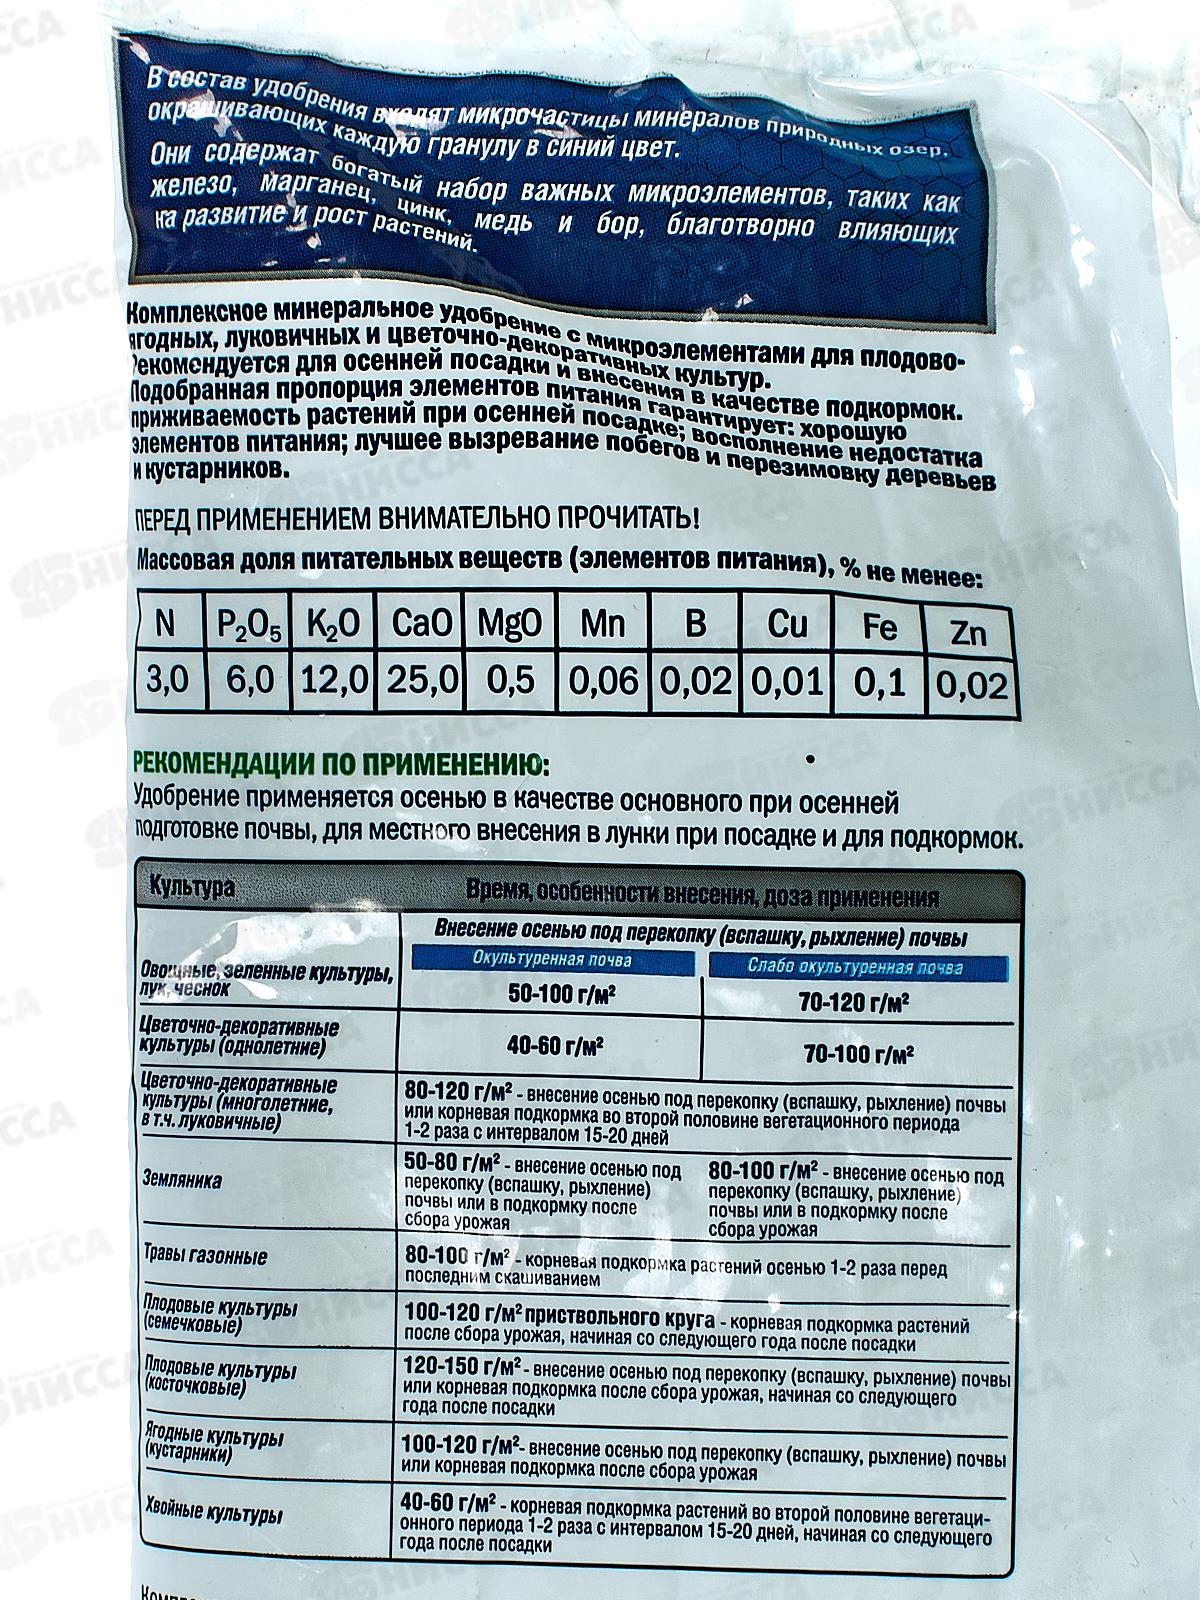 В состав удобрения входят микрочастицы минералов природных озер,
окрашивающих каждую гранулу в синий цвет.
Они содержат богатый набор важных микроэлементов, таких как
железо, марганец, цинк, медь и бор, благотворно влияющих
на развитие и рост растений.
Комплексное минеральное удобрение с микроэлементами для плодово-
ягодных, луковичных и цветочно-декоративных культур.
Рекомендуется для осенней посадки и внесения в качестве подкормок.
Подобранная пропорция элементов питания гарантирует: хорошую
приживаемость растений при осенней посадке; восполнение недостатка
элементов питания; лучшее вызревание побегов и перезимовку деревьев
и кустарников.
ПЕРЕД ПРИМЕНЕНИЕМ ВНИМАТЕЛЬНО ПРОЧИТАТЬ!
Массовая доля питательных веществ (элементов питания), % не менее:
N P₂O₅ K₂O CaO MgO Mn B Cu Fe Zn
3,0 6,0 12,0 25,0 0,5 0,06 0,02 0,01 0,1 0,02
РЕКОМЕНДАЦИИ ПО ПРИМЕНЕНИЮ:
Удобрение применяется осенью в качестве основного при осенней
подготовке почвы, для местного внесения в лунки при посадке и для подкормок.
Культура Время, особенности внесения, доза применения
Внесение осенью под перекопку (вспашку, рыхление) почвы
Окультуренная почва Слабо окультуренная почва
Овощные, зеленные культуры,
лук, чеснок
50-100 г/м² 70-120 г/м²
Цветочно-декоративные
культуры (однолетние)
40-60 г/м² 70-100 г/м²
Цветочно-декоративные
культуры (многолетние,
в т.ч. луковичные)
80-120 г/м² - внесение осенью под перекопку (вспашку, рыхление) почвы
или корневая подкормка во второй половине вегетационного периода
1-2 раза с интервалом 15-20 дней
Земляника
50-80 г/м² - внесение осенью под
перекопку (вспашку, рыхление)
почвы или в подкормку после
сбора урожая
80-100 г/м² - внесение осенью под
перекопку (вспашку, рыхление)
почвы или в подкормку после
сбора урожая
Травы газонные
80-100 г/м² - корневая подкормка растений осенью 1-2 раза перед
последним скашиванием
Плодовые культуры
(семечковые)
100-120 г/м² приствольного круга - корневая подкормка растений
после сбора урожая, начиная со следующего года после посадки
Плодовые культуры
(косточковые)
120-150 г/м² - внесение осенью под перекопку (вспашку, рыхление) почвы
или корневая подкормка после сбора урожая, начиная со следующего
года после посадки
Ягодные культуры
(кустарники)
100-120 г/м² - внесение осенью под перекопку (вспашку, рыхление) почвы
или корневая подкормка после сбора урожая
Хвойные культуры
40-60 г/м² - корневая подкормка растений во второй половине вегетаци-
онного периода 1-2 раза с интервалом 15-20 дней, начиная со следующего
года после посадки